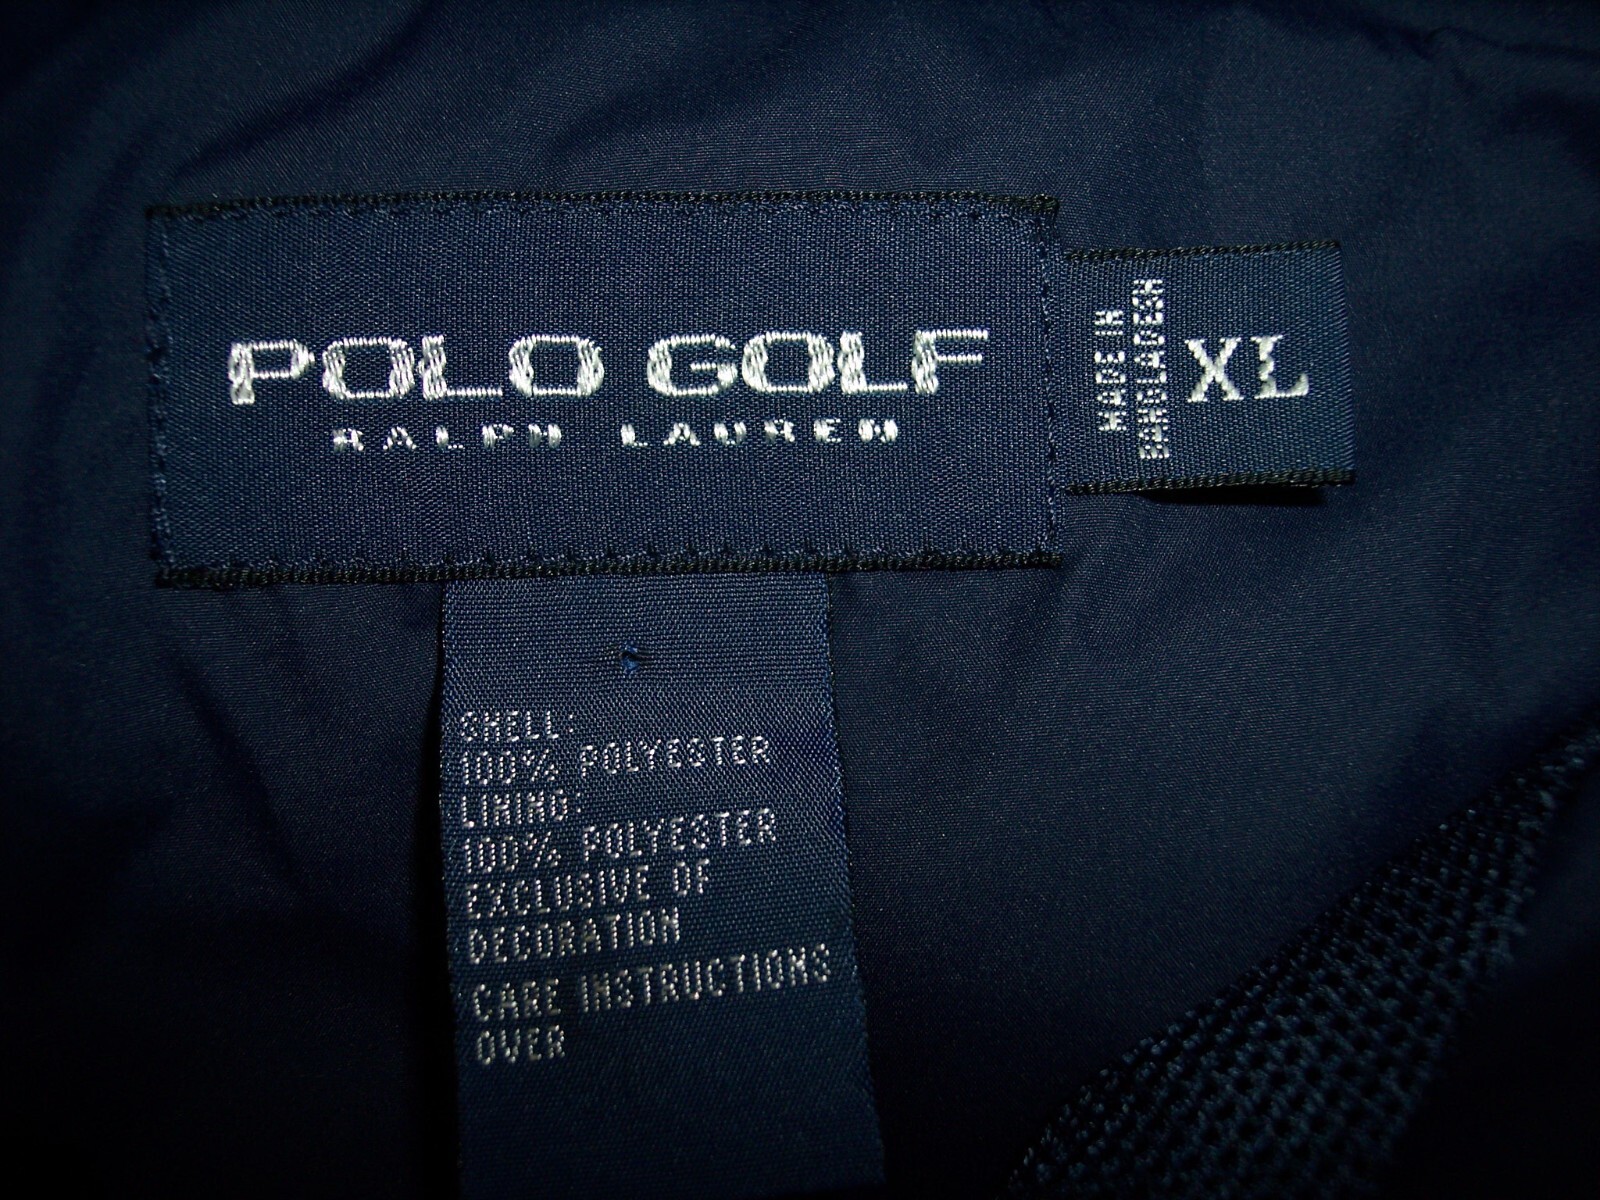 POLO GOLF
RALPH LAUREN
MADE IN
BANGLADESH
XL
SHELL:
100% POLYESTER
LINING:
100% POLYESTER
EXCLUSIVE OF
DECORATION
CARE INSTRUCTIONS
OVER